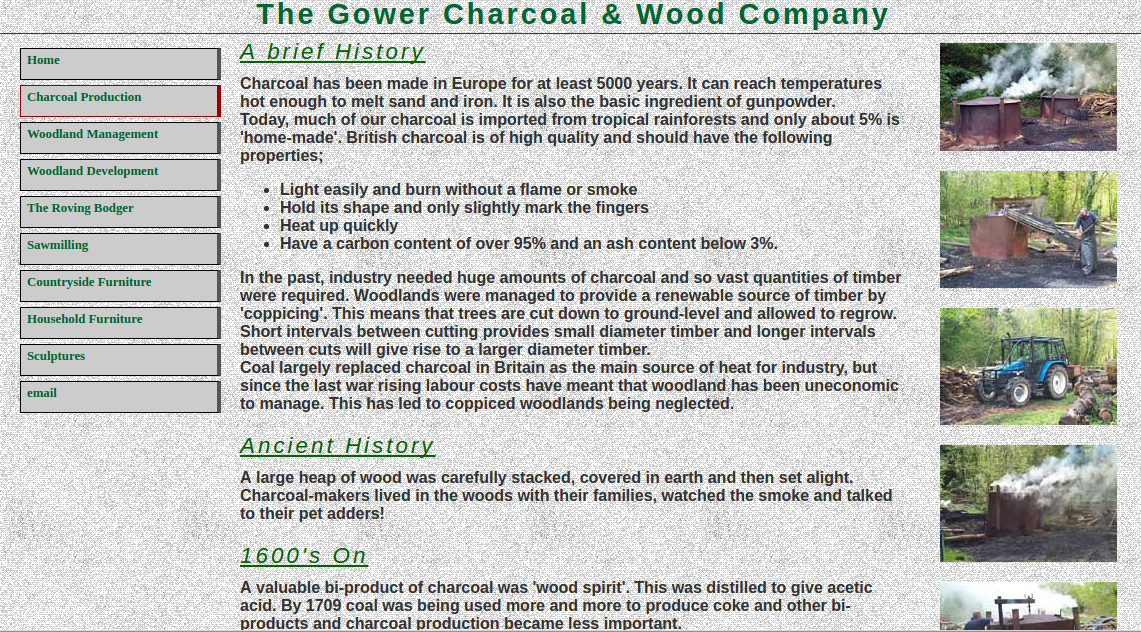 The Gower Charcoal & Wood Company
Home
Charcoal Production
Woodland Management
Woodland Development
The Roving Bodger
Sawmilling
Countryside Furniture
Household Furniture
Sculptures
email
A brief History
Charcoal has been made in Europe for at least 5000 years. It can reach temperatures
hot enough to melt sand and iron. It is also the basic ingredient of gunpowder.
Today, much of our charcoal is imported from tropical rainforests and only about 5% is
'home-made'. British charcoal is of high quality and should have the following
properties;
• Light easily and burn without a flame or smoke
• Hold its shape and only slightly mark the fingers
• Heat up quickly
• Have a carbon content of over 95% and an ash content below 3%.
In the past, industry needed huge amounts of charcoal and so vast quantities of timber
were required. Woodlands were managed to provide a renewable source of timber by
'coppicing'. This means that trees are cut down to ground-level and allowed to regrow.
Short intervals between cutting provides small diameter timber and longer intervals
between cuts will give rise to a larger diameter timber.
Coal largely replaced charcoal in Britain as the main source of heat for industry, but
since the last war rising labour costs have meant that woodland has been uneconomic
to manage. This has led to coppiced woodlands being neglected.
Ancient History
A large heap of wood was carefully stacked, covered in earth and then set alight.
Charcoal-makers lived in the woods with their families, watched the smoke and talked
to their pet adders!
1600's On
A valuable bi-product of charcoal was 'wood spirit'. This was distilled to give acetic
acid. By 1709 coal was being used more and more to produce coke and other bi-
products and charcoal production became less important.